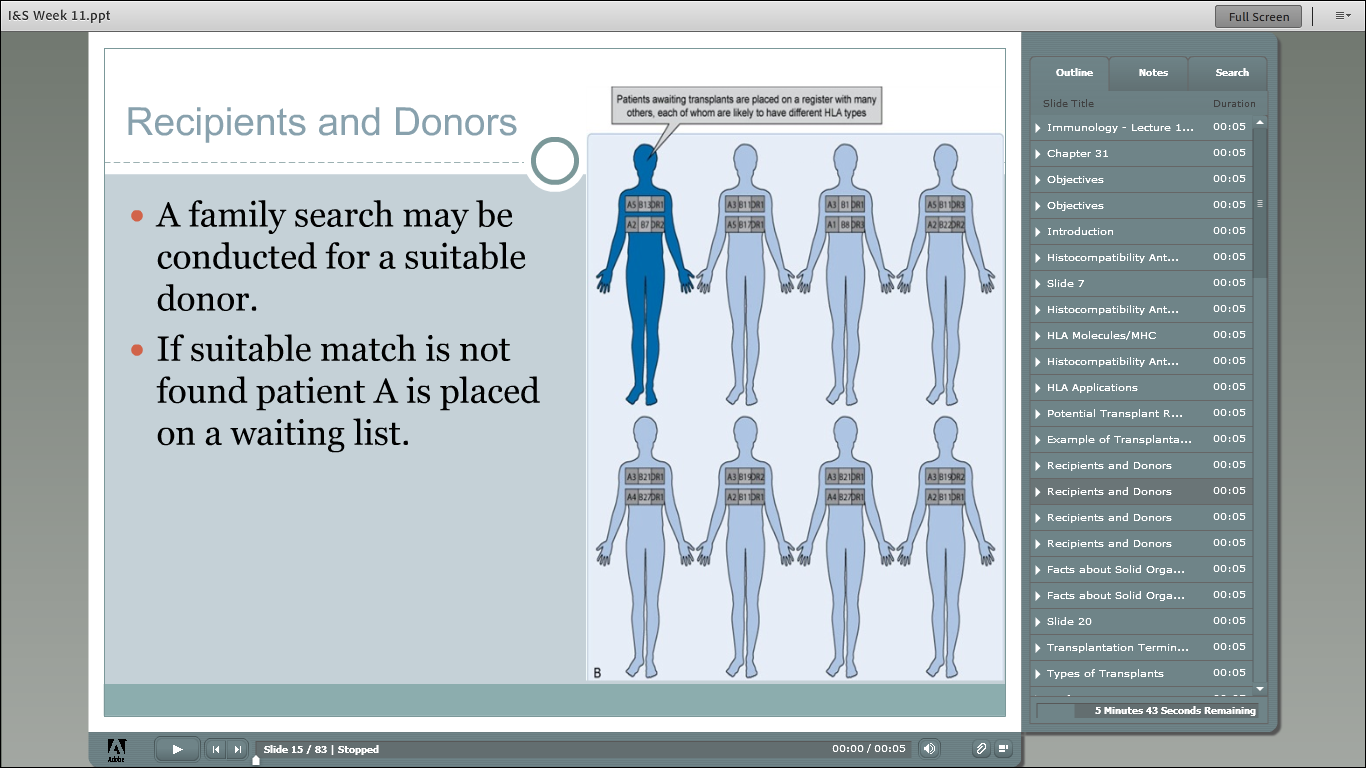 I&S Week 11.ppt
Full Screen
Recipients and Donors
• A family search may be
conducted for a suitable
donor.
• If suitable match is not
found patient A is placed
on a waiting list.
Patients awaiting transplants are placed on a register with many
others, each of whom are likely to have different HLA types
A5 B13 DR1
A2 B7 DR2
A3 B11 DR1
A5 B17 DR1
A3 B1 DR1
A1 B8 DR3
A5 B11 DR3
A2 B22 DR2
A3 B21 DR1
A4 B27 DR1
A3 B19 DR2
A2 B11 DR1
A3 B21 DR1
A4 B27 DR1
A3 B19 DR2
A2 B11 DR1
B
Outline Notes Search
Slide Title Duration
Immunology - Lecture 1... 00:05
Chapter 31 00:05
Objectives 00:05
Objectives 00:05
Introduction 00:05
Histocompatibility Ant... 00:05
Slide 7 00:05
Histocompatibility Ant... 00:05
HLA Molecules/MHC 00:05
Histocompatibility Ant... 00:05
HLA Applications 00:05
Potential Transplant R... 00:05
Example of Transplanta... 00:05
Recipients and Donors 00:05
Recipients and Donors 00:05
Recipients and Donors 00:05
Recipients and Donors 00:05
Facts about Solid Orga... 00:05
Facts about Solid Orga... 00:05
Slide 20 00:05
Transplantation Termin... 00:05
Types of Transplants 00:05
5 Minutes 43 Seconds Remaining
Adobe
Slide 15 / 83 | Stopped
00:00 / 00:05